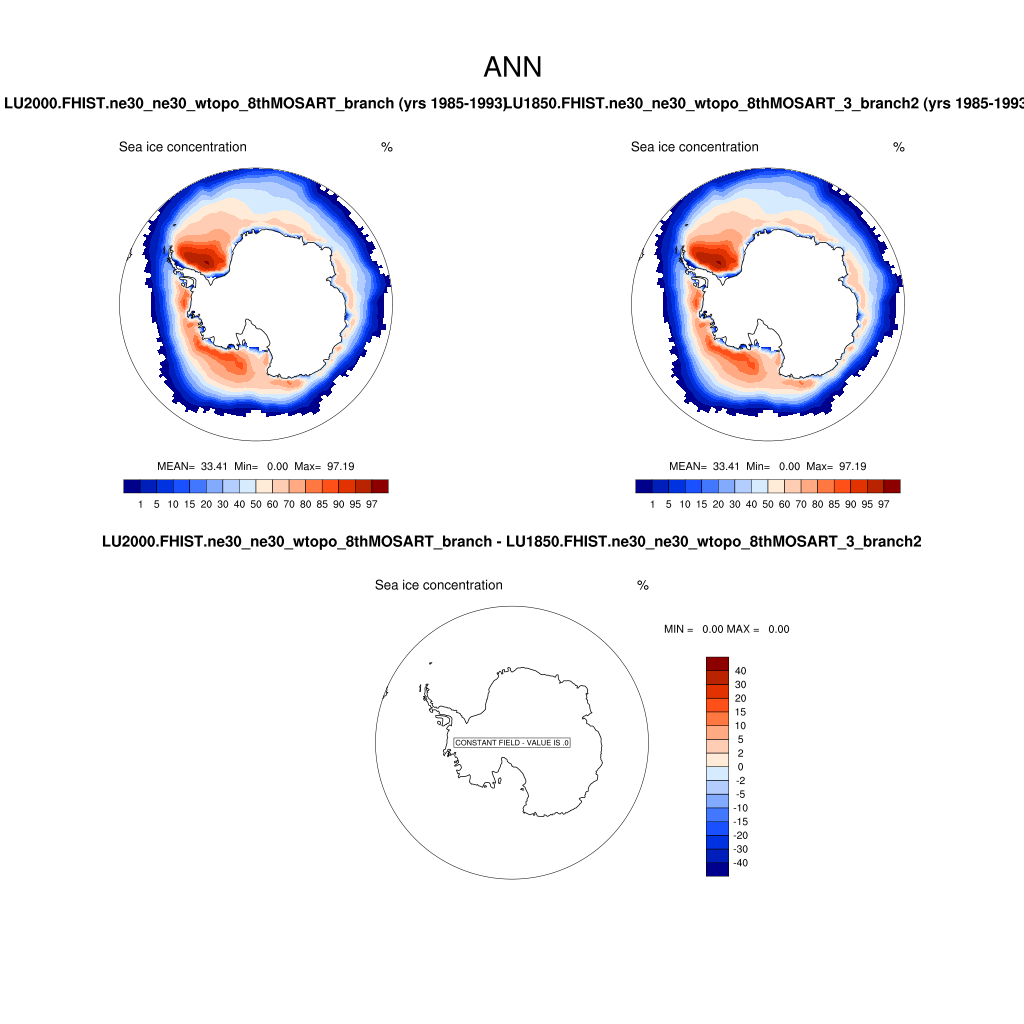 ANN
LU2000.FHIST.ne30_ne30_wtopo_8thMOSART_branch (yrs 1985-1993)
LU1850.FHIST.ne30_ne30_wtopo_8thMOSART_3_branch2 (yrs 1985-1993
Sea ice concentration %
Sea ice concentration %
MEAN= 33.41 Min= 0.00 Max= 97.19
MEAN= 33.41 Min= 0.00 Max= 97.19
1 5 10 15 20 30 40 50 60 70 80 85 90 95 97
1 5 10 15 20 30 40 50 60 70 80 85 90 95 97
LU2000.FHIST.ne30_ne30_wtopo_8thMOSART_branch - LU1850.FHIST.ne30_ne30_wtopo_8thMOSART_3_branch2
Sea ice concentration %
MIN = 0.00 MAX = 0.00
40
30
20
15
10
5
2
0
-2
-5
-10
-15
-20
-30
-40
CONSTANT FIELD - VALUE IS .0